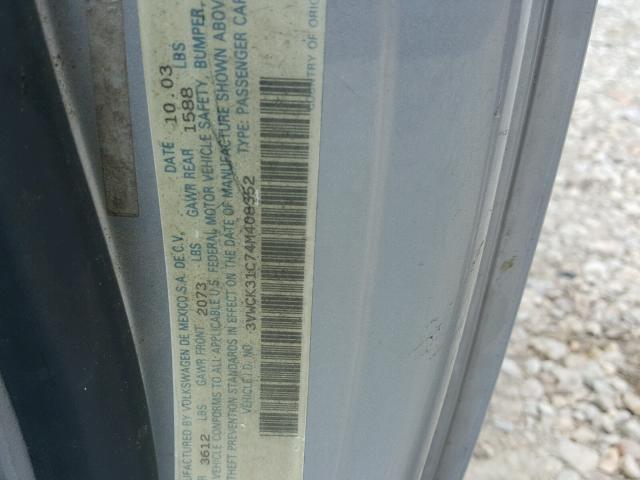 MANUFACTURED BY VOLKSWAGEN DE MEXICO S.A. DE C.V. DATE 10.03
3612 LBS GAWR FRONT 2073 LBS GAWR REAR 1588 LBS
VEHICLE CONFORMS TO ALL APPLICABLE U.S. FEDERAL MOTOR VEHICLE SAFETY, BUMPER,
THEFT PREVENTION STANDARDS IN EFFECT ON THE DATE OF MANUFACTURE SHOWN ABOVE
VEHICLE I.D. NO. 3VWCK31C74M408352 TYPE: PASSENGER CAR
COUNTRY OF ORIGIN